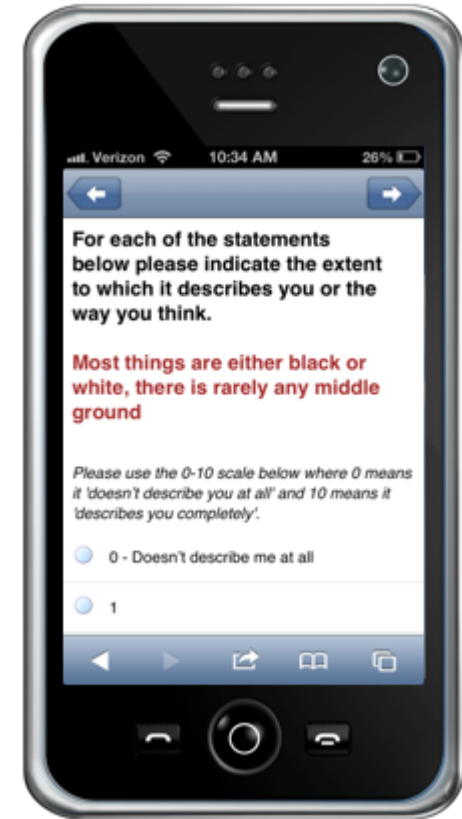 Verizon 10:34 AM 26%
For each of the statements
below please indicate the extent
to which it describes you or the
way you think.
Most things are either black or
white, there is rarely any middle
ground
Please use the 0-10 scale below where 0 means
it 'doesn't describe you at all' and 10 means it
'describes you completely'.
0 - Doesn't describe me at all
1